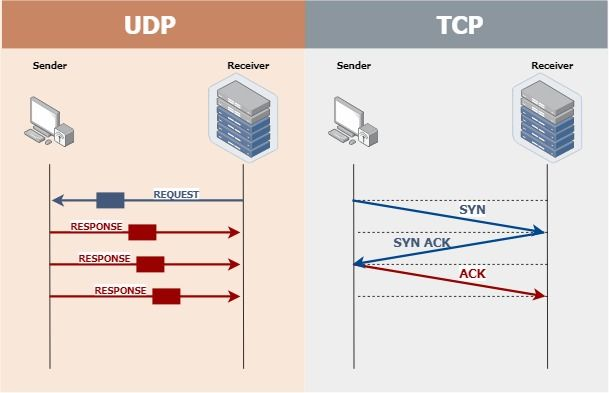 UDP
TCP
Sender
Receiver
Sender
Receiver
REQUEST
RESPONSE
RESPONSE
RESPONSE
SYN
SYN ACK
ACK